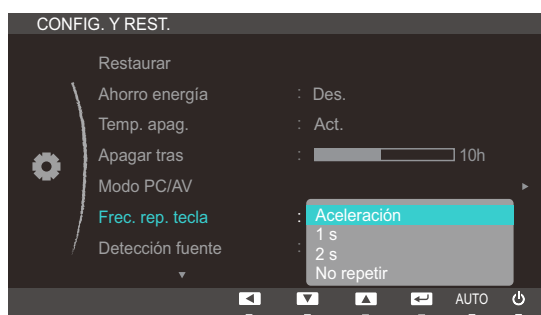 CONFIG. Y REST.
Restaurar
Ahorro energía : Des.
Temp. apag. : Act.
Apagar tras : 10h
Modo PC/AV
Frec. rep. tecla : Aceleración
1 s
2 s
Detección fuente :
No repetir
AUTO